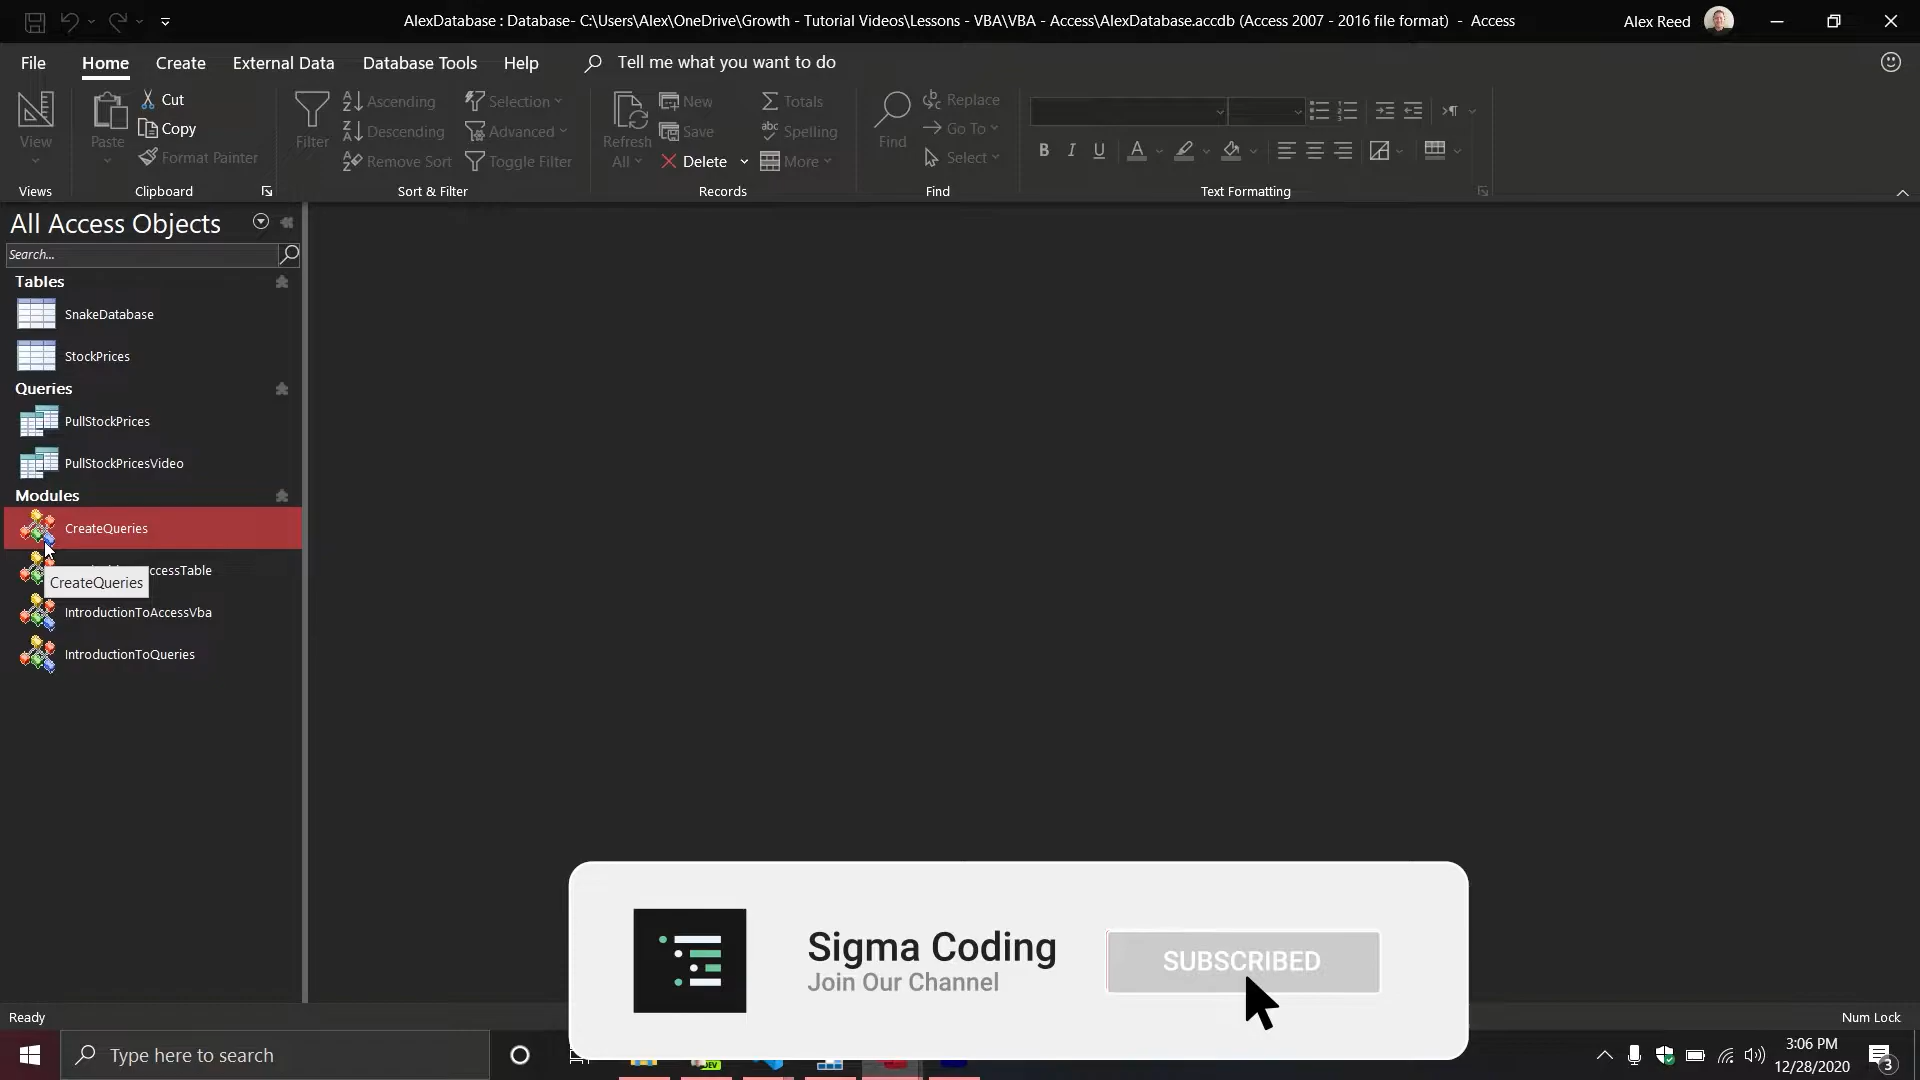 AlexDatabase : Database- C:\Users\Alex\OneDrive\Growth - Tutorial Videos\Lessons - VBA\VBA - Access\AlexDatabase.accdb (Access 2007 - 2016 file format) - Access
Alex Reed
File Home Create External Data Database Tools Help Tell me what you want to do
View
Views
Paste
Cut
Copy
Format Painter
Clipboard
Filter
Ascending
Descending
Remove Sort
Selection
Advanced
Toggle Filter
Sort & Filter
Refresh
All
New
Save
Delete
Totals
Spelling
More
Records
Find
Replace
Go To
Select
Find
B I U A
Text Formatting
All Access Objects
Search...
Tables
SnakeDatabase
StockPrices
Queries
PullStockPrices
PullStockPricesVideo
Modules
CreateQueries
ccessTable
CreateQueries
IntroductionToAccessVba
IntroductionToQueries
Sigma Coding
Join Our Channel
SUBSCRIBED
Ready
Num Lock
Type here to search
3:06 PM
12/28/2020
3